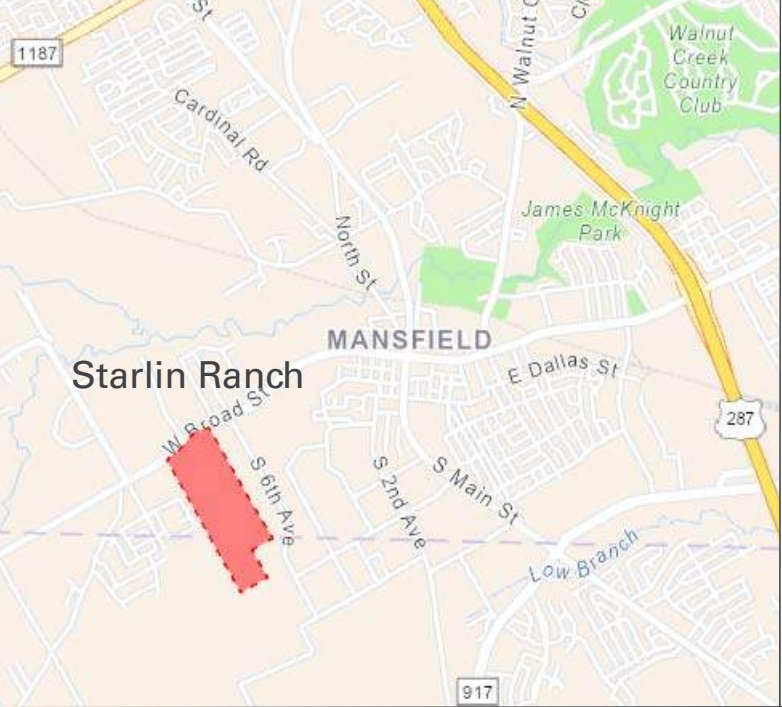 St
N Walnut C
1187
Walnut
Creek
Country
Club
Cardinal Rd
James McKnight
Park
North St
MANSFIELD
Starlin Ranch
E Dallas St
W Broad St
287
S 6th Ave
S 2nd Ave
S Main St
Low Branch
917